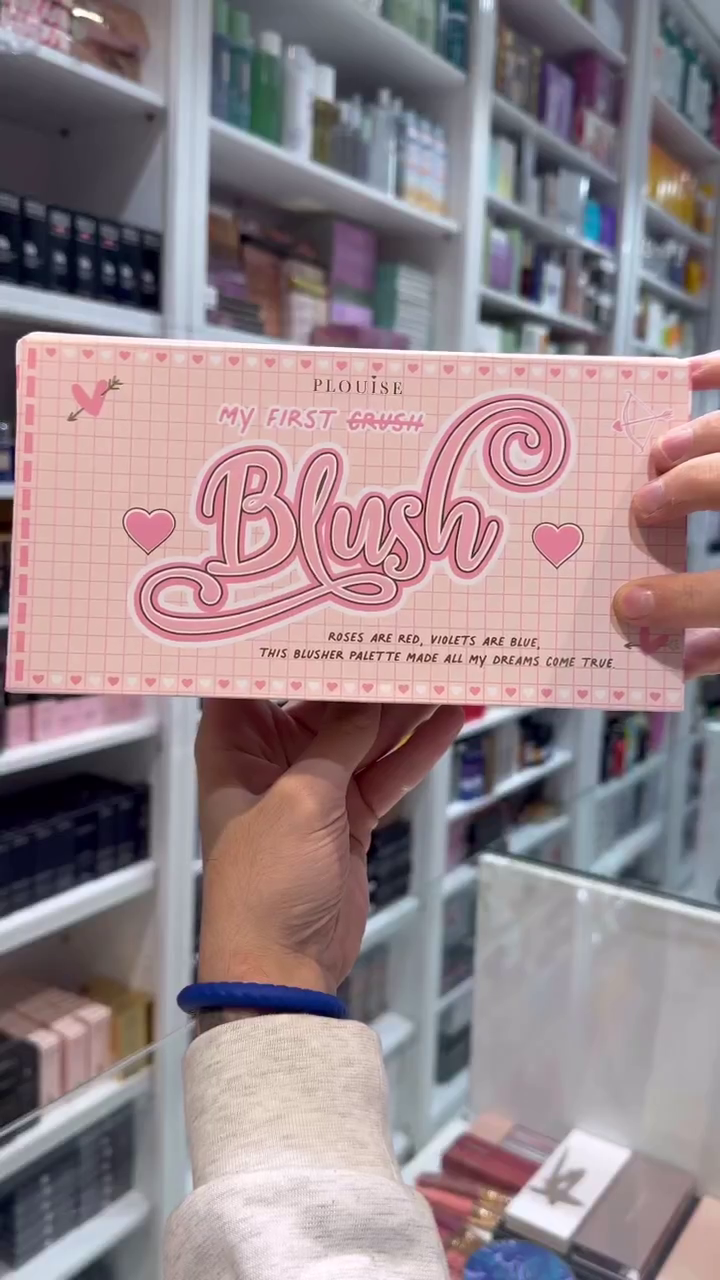 PLOUISE
MY FIRST CRUSH
Blush
ROSES ARE RED, VIOLETS ARE BLUE,
THIS BLUSHER PALETTE MADE ALL MY DREAMS COME TRUE.